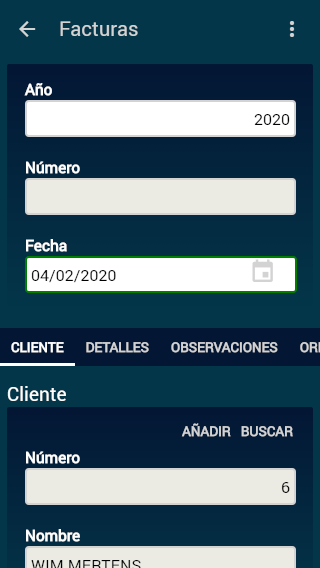 Facturas
Año
2020
Número
Fecha
04/02/2020
CLIENTE DETALLES OBSERVACIONES
Cliente
AÑADIR BUSCAR
Número
6
Nombre
WIM MERTENS